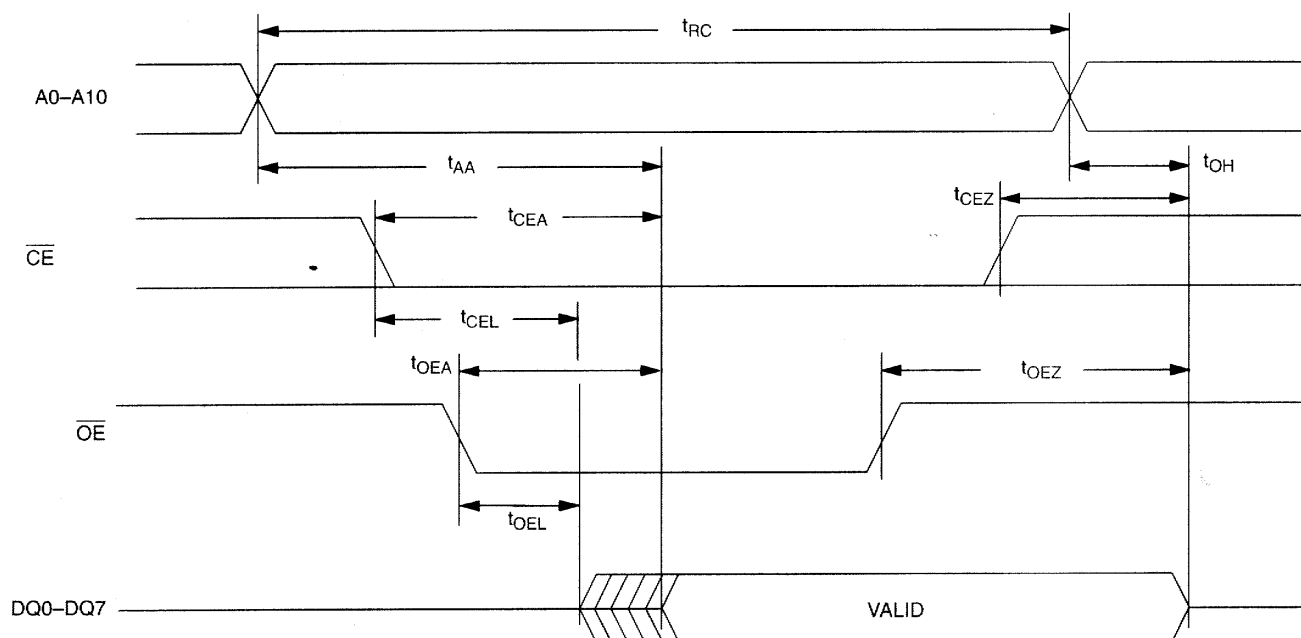 tRC
A0–A10
tAA
tOH
tCEZ
tCEA
CE
tCEL
tOEA
tOEZ
OE
tOEL
DQ0–DQ7
VALID